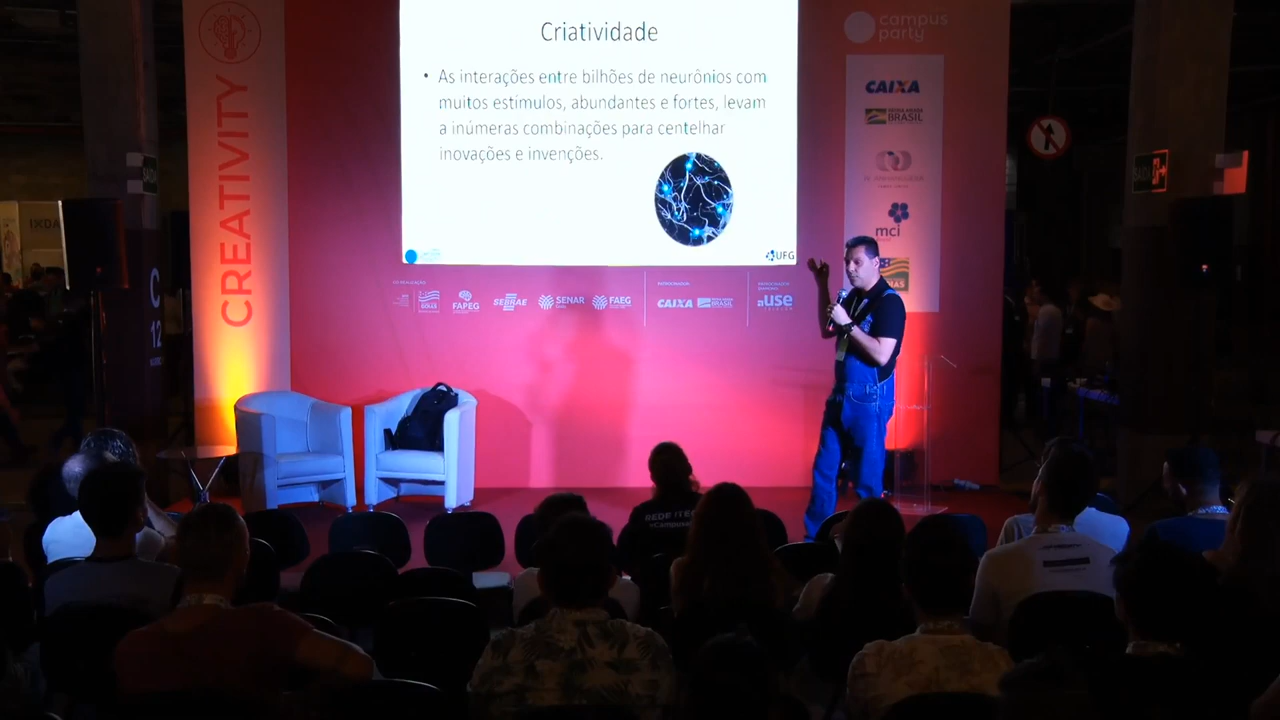 CREATIVITY
Criatividade
• As interações entre bilhões de neurônios com
muitos estímulos, abundantes e fortes, levam
a inúmeras combinações para centelhar
inovações e invenções.
UFG
campus
party
CAIXA
BRASIL
mci
FAPEG
SEBRAE
SENAR
FAEG
CAIXA
BRASIL
use
C
12